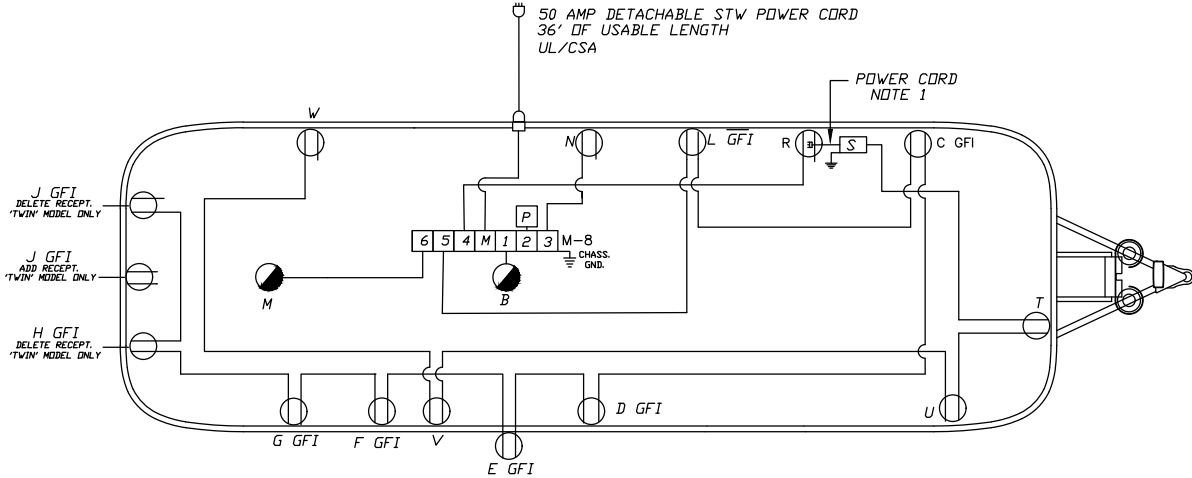 50 AMP DETACHABLE STW POWER CORD
36' OF USABLE LENGTH
UL/CSA
POWER CORD
NOTE 1
W
N
L GFI
R
S
C GFI
J GFI
DELETE RECEPT.
'TWIN' MODEL ONLY
P
6 5 4 M 1 2 3 M-8
CHASS.
GND.
J GFI
ADD RECEPT.
'TWIN' MODEL ONLY
M
B
T
H GFI
DELETE RECEPT.
'TWIN' MODEL ONLY
G GFI
F GFI
V
E GFI
D GFI
U